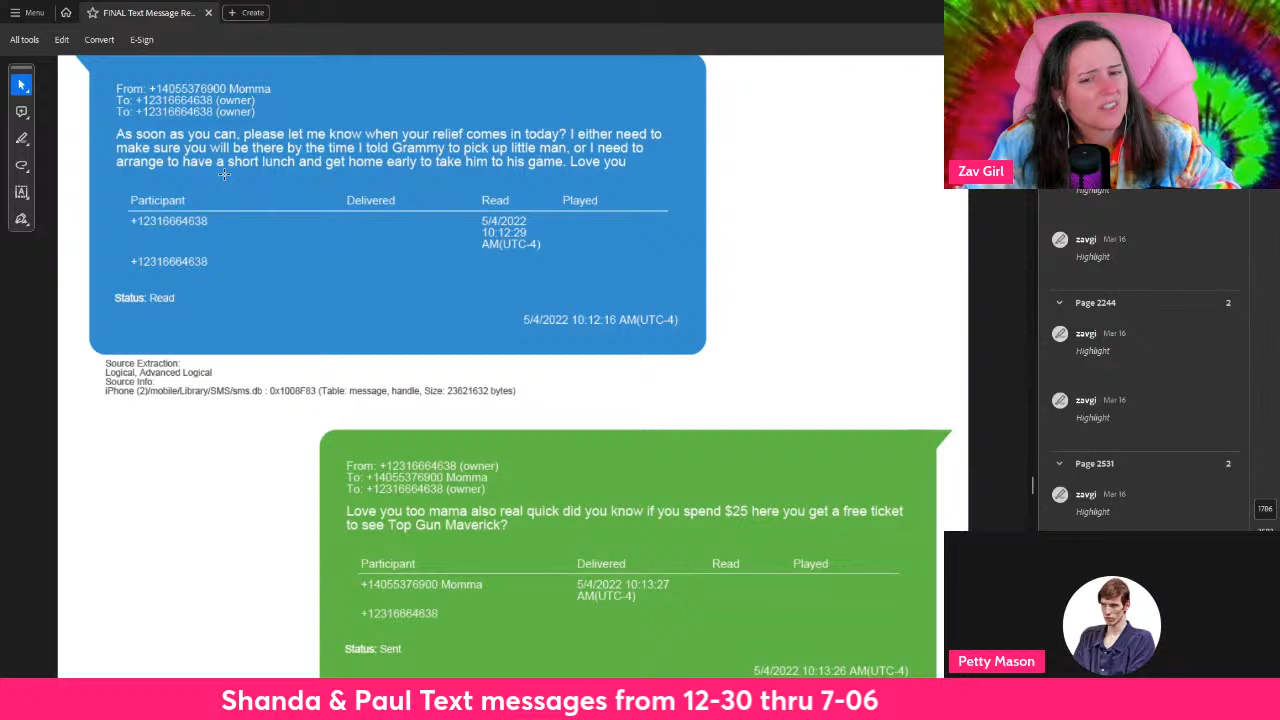 Menu
FINAL Text Message Re...
Create
All tools
Edit
Convert
E-Sign
From: +14055376900 Momma
To: +12316664638 (owner)
To: +12316664638 (owner)
As soon as you can, please let me know when your relief comes in today? I either need to
make sure you will be there by the time I told Grammy to pick up little man, or I need to
arrange to have a short lunch and get home early to take him to his game. Love you
Participant Delivered Read Played
+12316664638 5/4/2022
10:12:29
AM(UTC-4)
+12316664638
Status: Read
5/4/2022 10:12:16 AM(UTC-4)
Source Extraction:
Logical, Advanced Logical
Source Info:
iPhone (2)/mobile/Library/SMS/sms.db : 0x1008F83 (Table: message, handle, Size: 23621632 bytes)
From: +12316664638 (owner)
To: +14055376900 Momma
To: +12316664638 (owner)
Love you too mama also real quick did you know if you spend $25 here you get a free ticket
to see Top Gun Maverick?
Participant Delivered Read Played
+14055376900 Momma 5/4/2022 10:13:27
AM(UTC-4)
+12316664638
Status: Sent
5/4/2022 10:13:26 AM(UTC-4)
Zav Girl
Highlight
zavgi Mar 16
Highlight
Page 2244 2
zavgi Mar 16
Highlight
zavgi Mar 16
Highlight
Page 2531 2
zavgi Mar 16
Highlight
1786
Petty Mason
Shanda & Paul Text messages from 12-30 thru 7-06